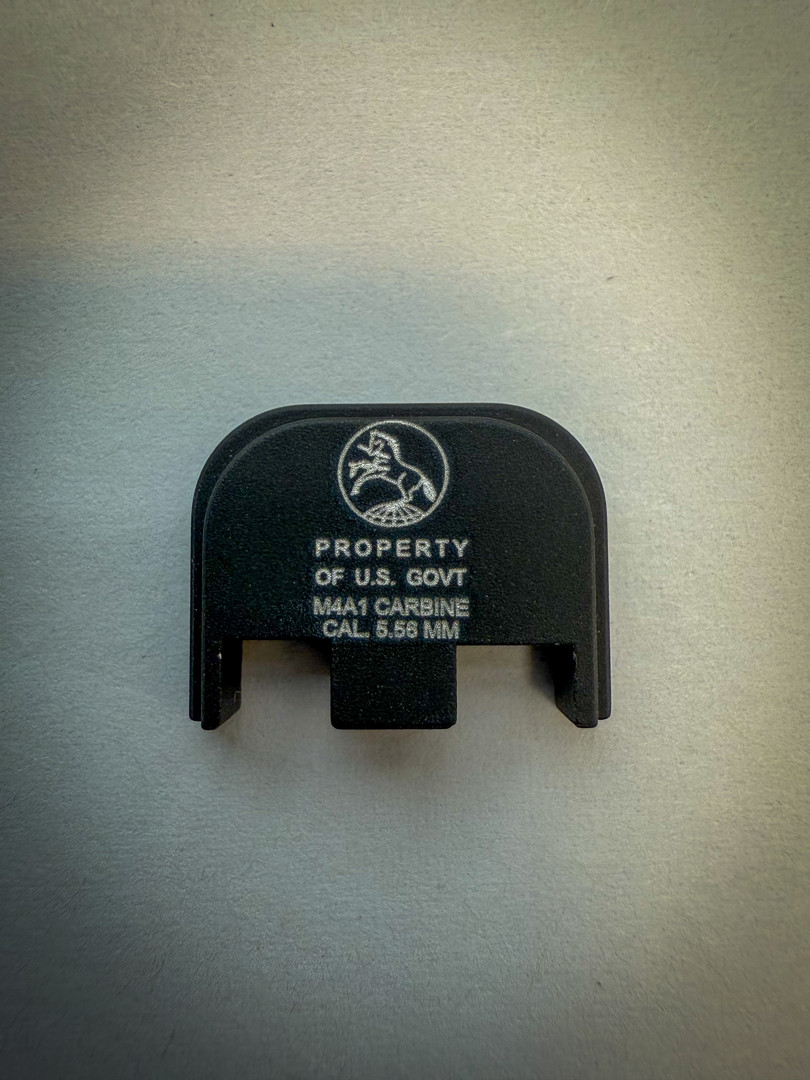 PROPERTY
OF U.S. GOVT
M4A1 CARBINE
CAL. 5.56 MM